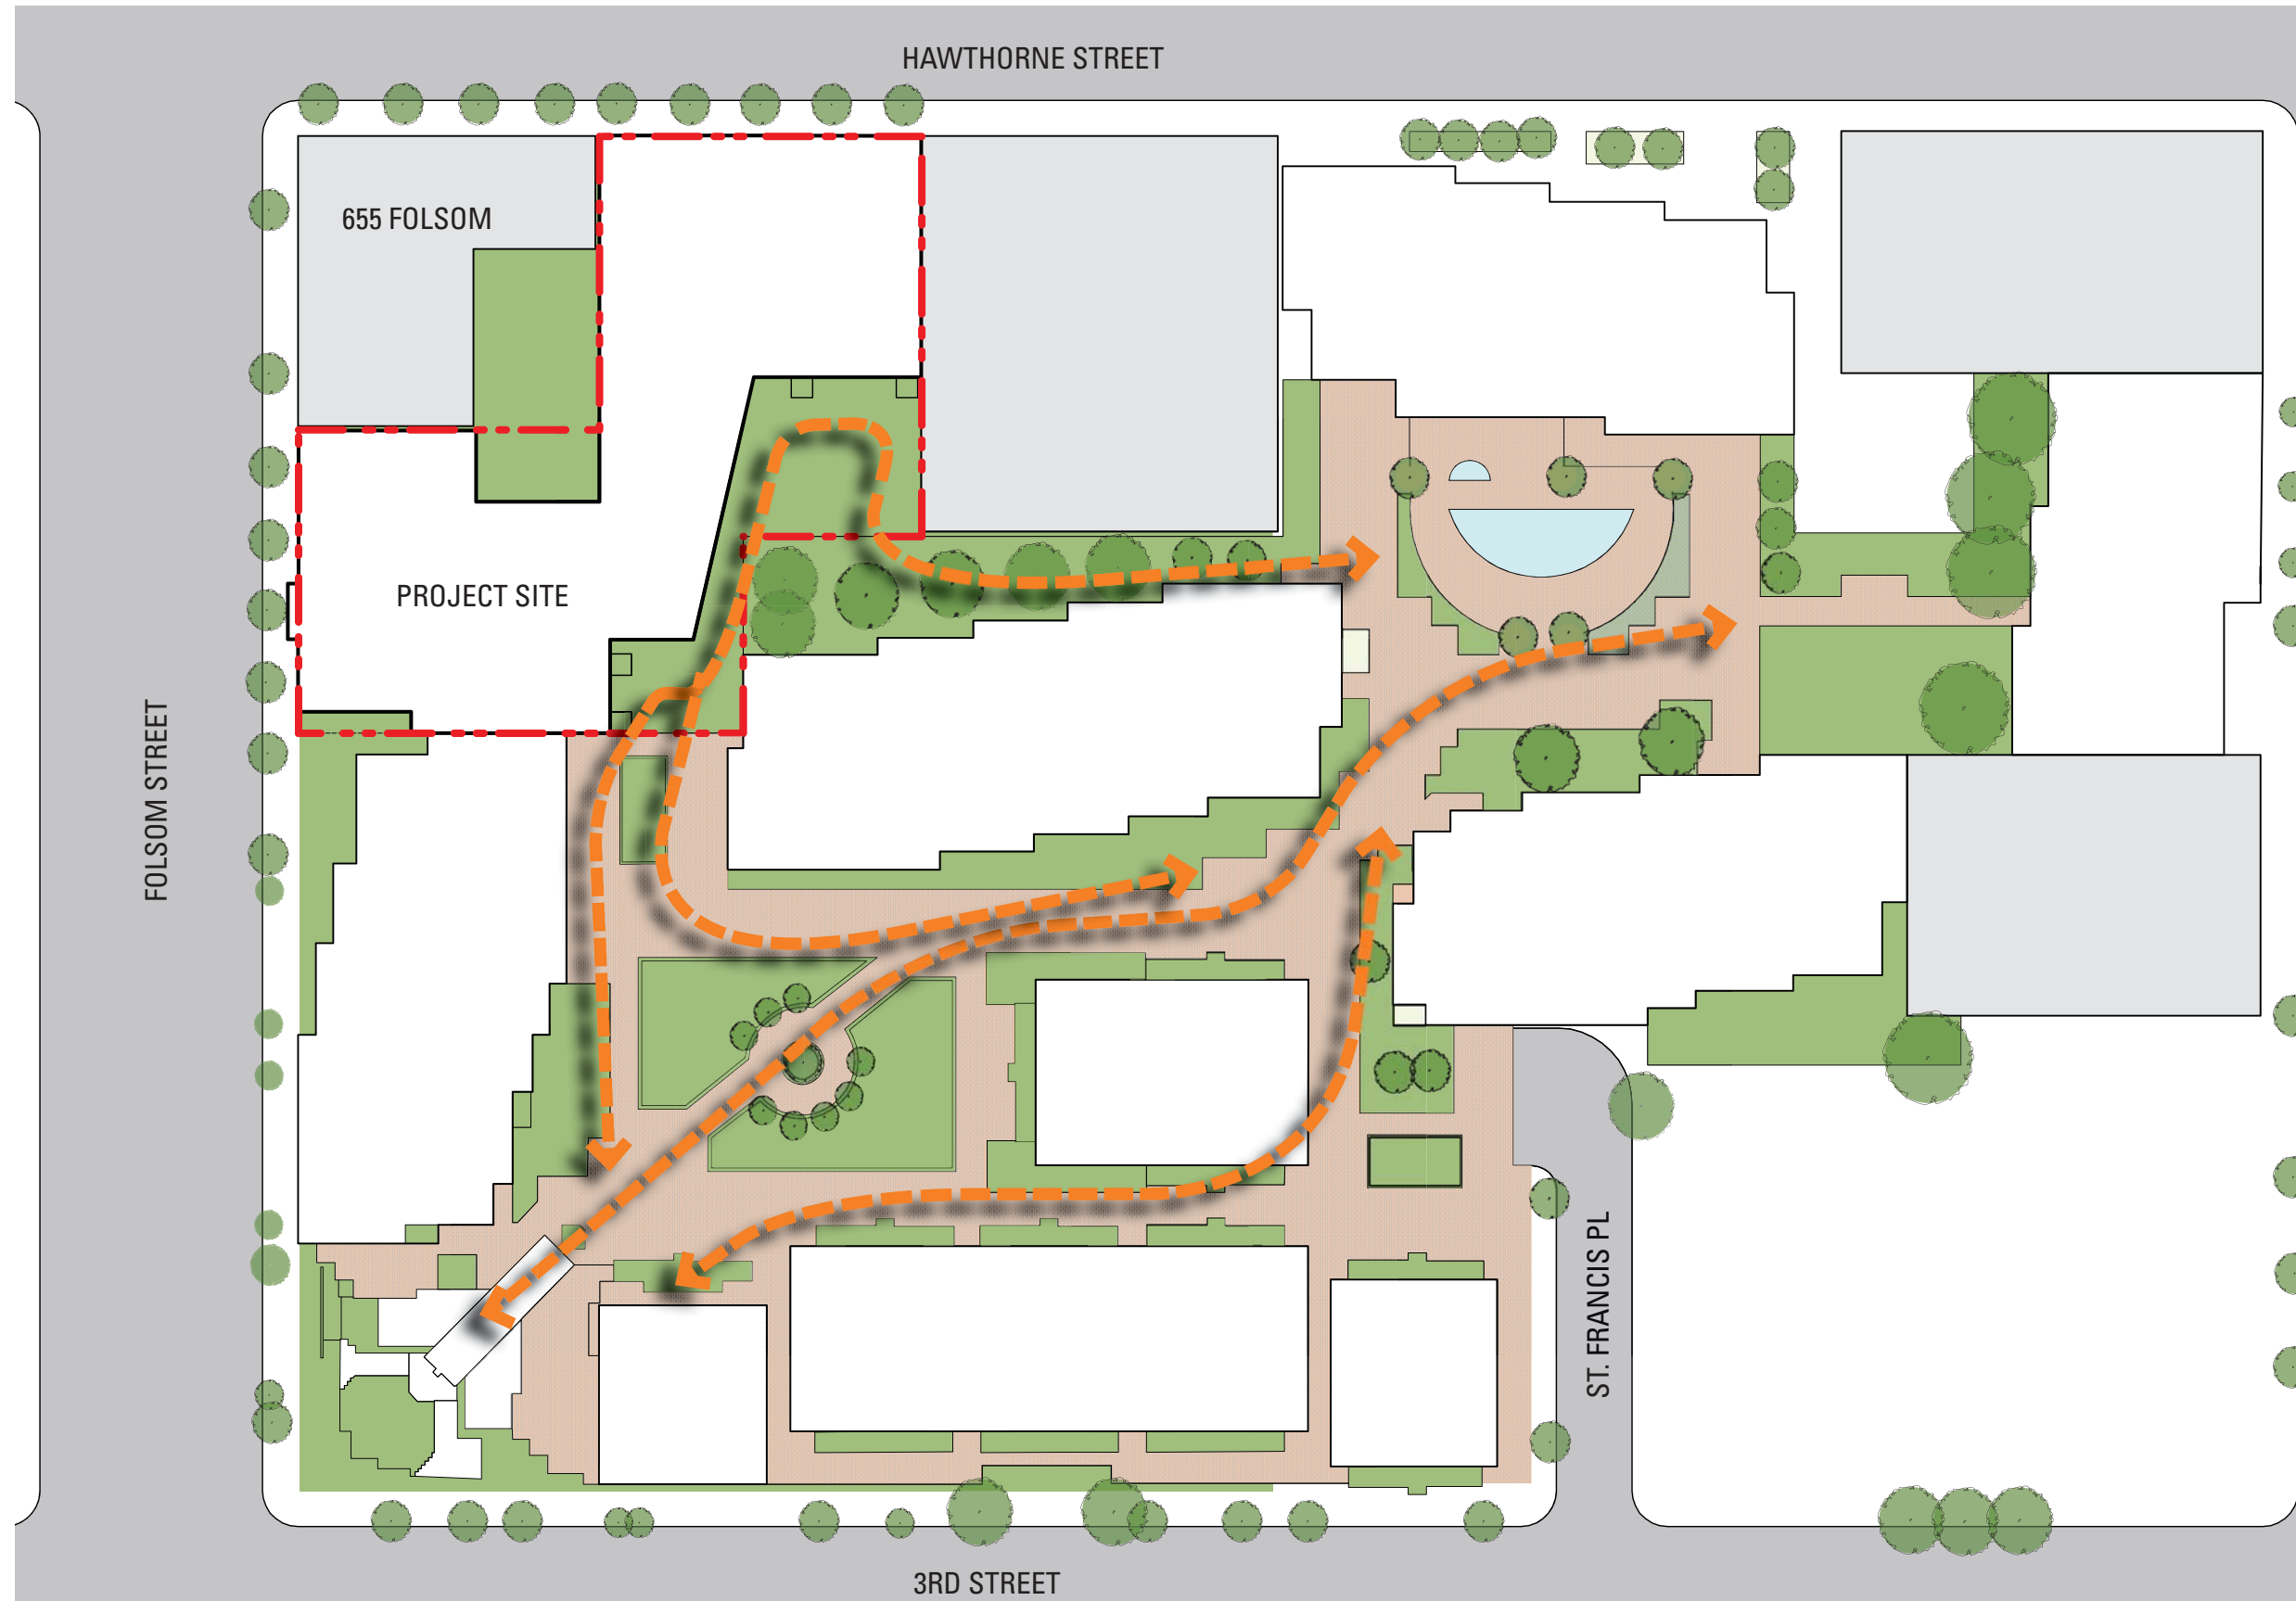 HAWTHORNE STREET
655 FOLSOM
PROJECT SITE
FOLSOM STREET
ST. FRANCIS PL
3RD STREET